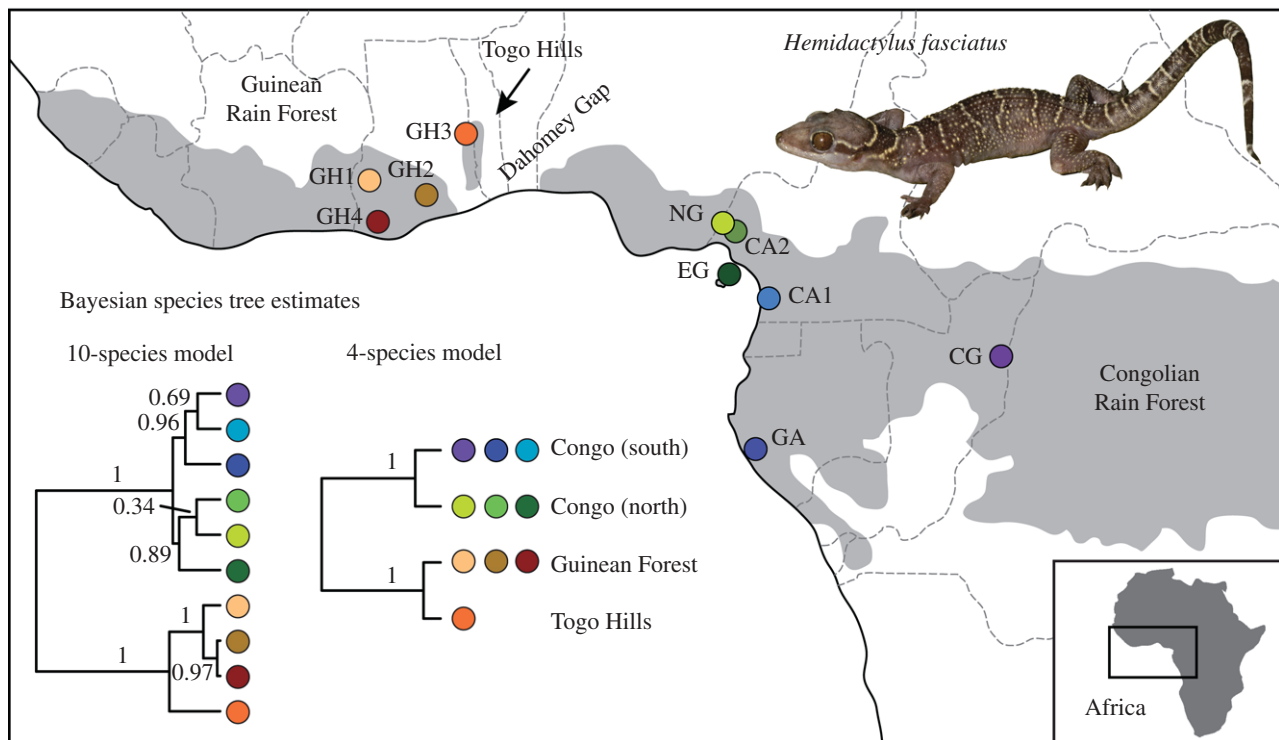 Togo Hills
Hemidactylus fasciatus
Guinean
Rain Forest
Dahomey Gap
GH3
GH1
GH2
GH4
NG
CA2
EG
CA1
CG
Congolian
Rain Forest
GA
Bayesian species tree estimates
10-species model
0.69
0.96
1
0.34
0.89
1
1
0.97
4-species model
1
Congo (south)
Congo (north)
1
Guinean Forest
Togo Hills
Africa